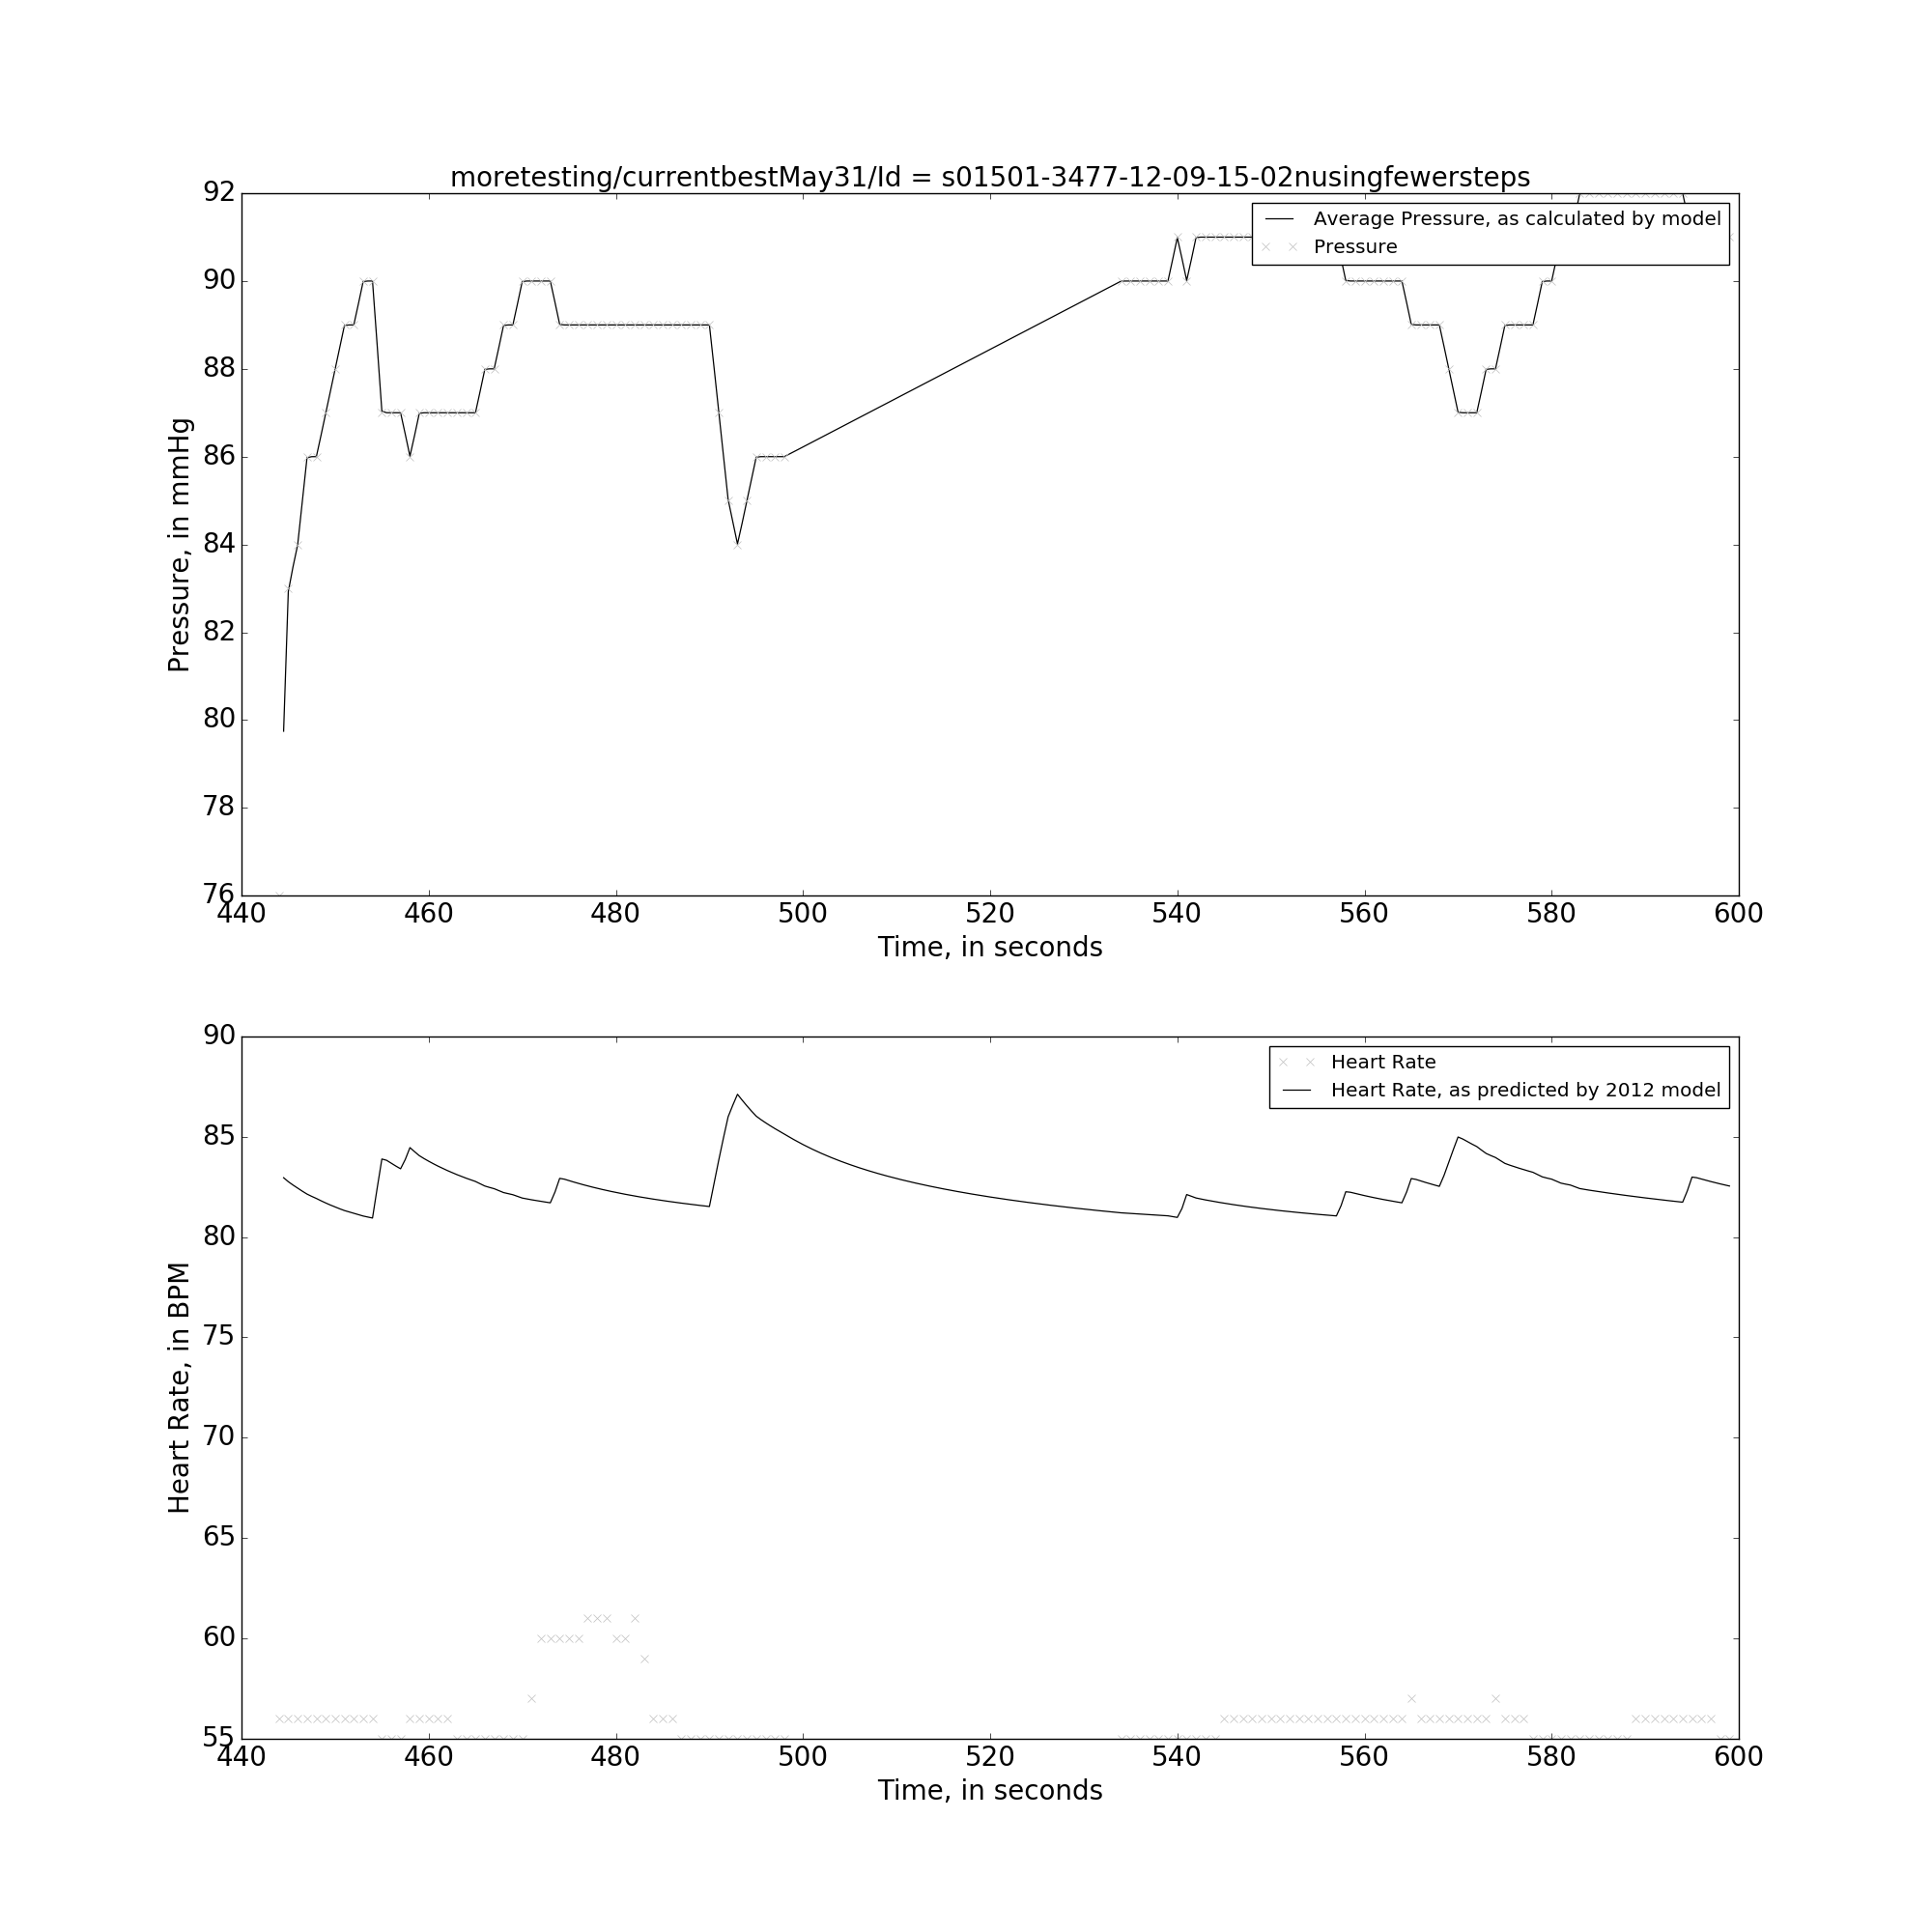 moretesting/currentbestMay31/Id = s01501-3477-12-09-15-02nusingfewersteps
92
90
88
86
84
82
80
78
76
Pressure, in mmHg
Average Pressure, as calculated by model
Pressure
440 460 480 500 520 540 560 580 600
Time, in seconds
90
85
80
75
70
65
60
55
Heart Rate, in BPM
Heart Rate
Heart Rate, as predicted by 2012 model
440 460 480 500 520 540 560 580 600
Time, in seconds